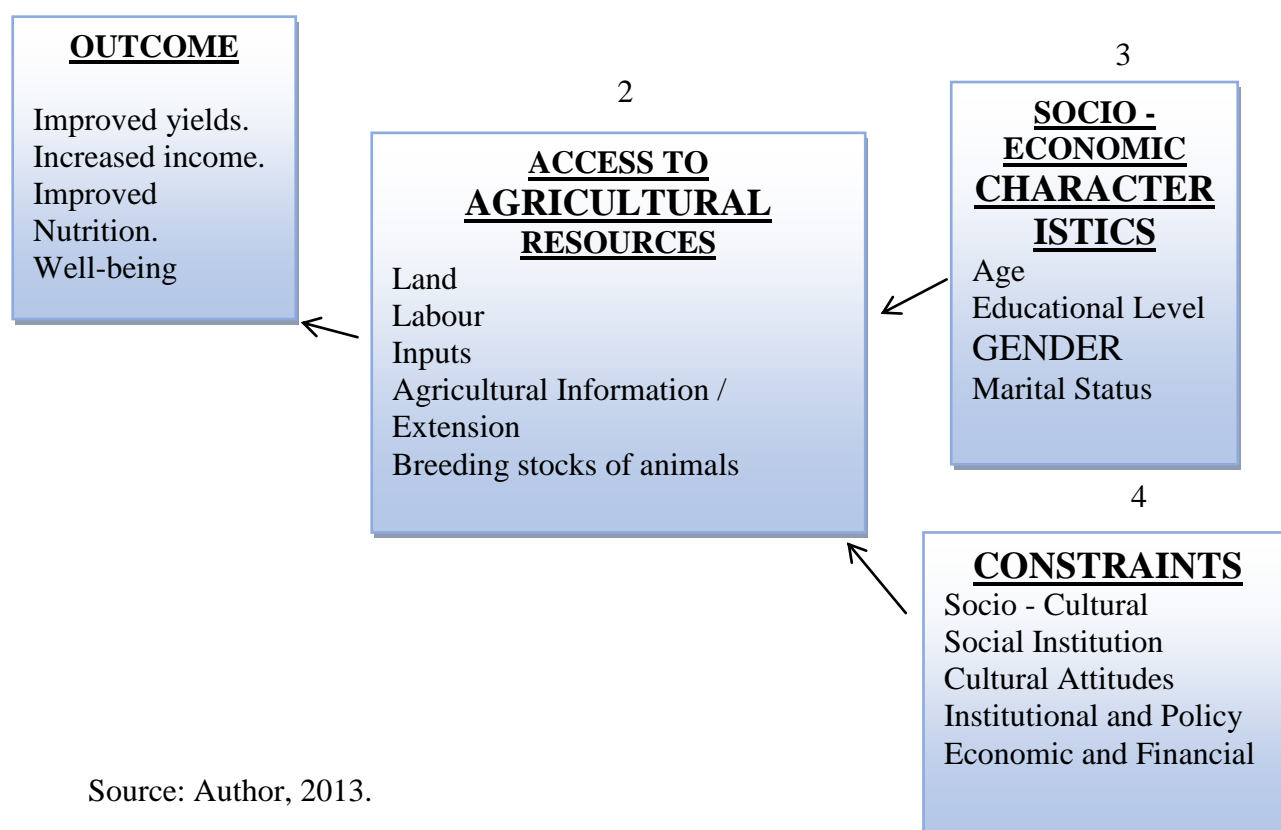 OUTCOME
Improved yields.
Increased income.
Improved
Nutrition.
Well-being
2
ACCESS TO
AGRICULTURAL
RESOURCES
Land
Labour
Inputs
Agricultural Information /
Extension
Breeding stocks of animals
3
SOCIO -
ECONOMIC
CHARACTER
ISTICS
Age
Educational Level
GENDER
Marital Status
4
CONSTRAINTS
Socio - Cultural
Social Institution
Cultural Attitudes
Institutional and Policy
Economic and Financial
Source: Author, 2013.